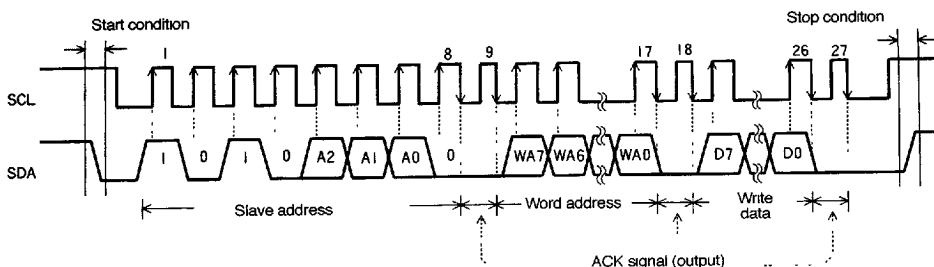 Start condition
Stop condition
1 8 9 17 18 26 27
SCL
SDA
1 0 1 0 A2 A1 A0 0 WA7 WA6 WA0 D7 D0
Slave address
Word address
Write
data
ACK signal (output)